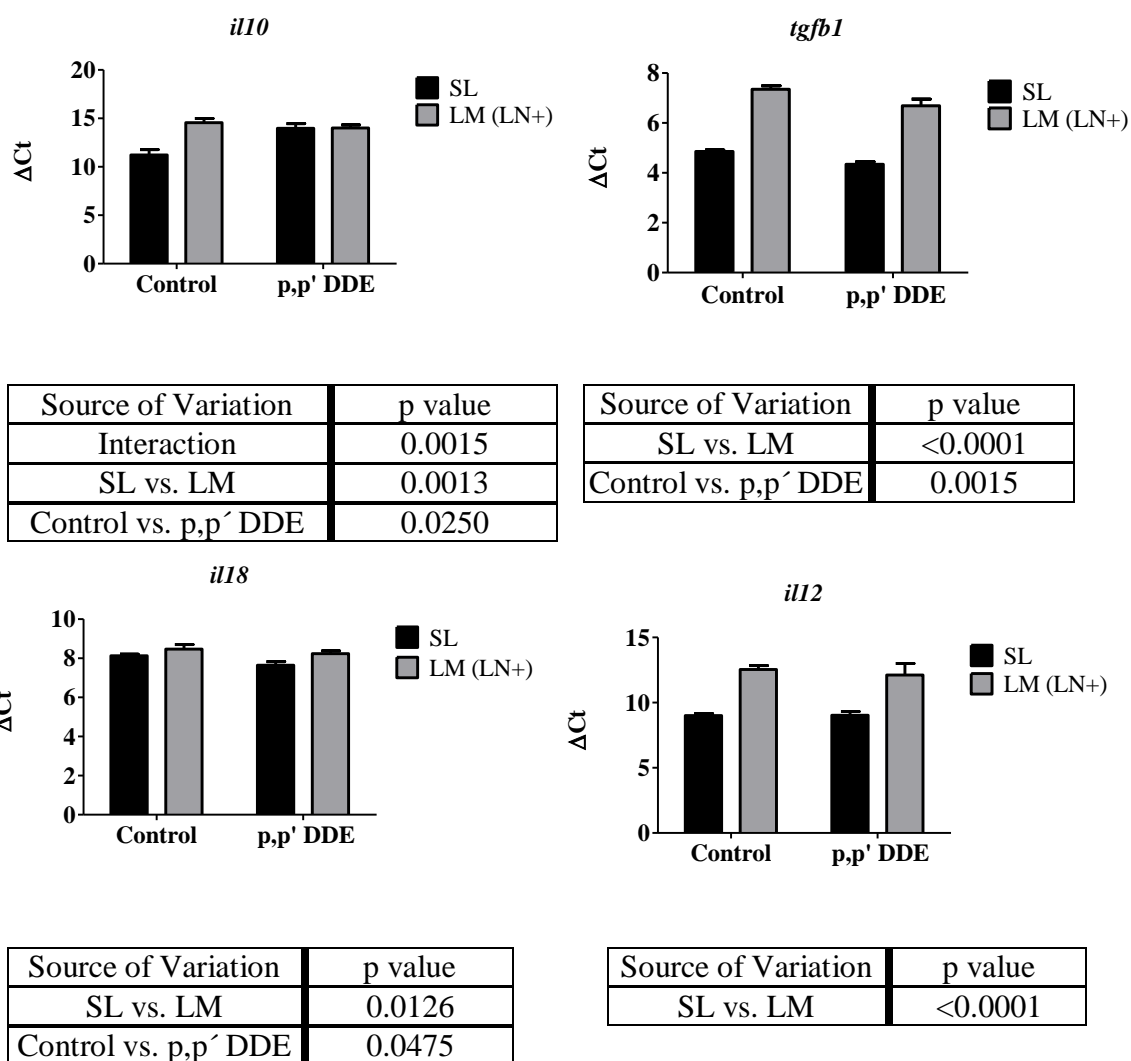 il10
20
15
10
5
0
ΔCt
Control p,p' DDE
SL
LM (LN+)
tgfb1
8
6
4
2
0
ΔCt
Control p,p' DDE
SL
LM (LN+)
Source of Variation p value
Interaction 0.0015
SL vs. LM 0.0013
Control vs. p,p´ DDE 0.0250
Source of Variation p value
SL vs. LM <0.0001
Control vs. p,p´ DDE 0.0015
il18
10
8
6
4
2
0
ΔCt
Control p,p' DDE
SL
LM (LN+)
il12
15
10
5
0
ΔCt
Control p,p' DDE
SL
LM (LN+)
Source of Variation p value
SL vs. LM 0.0126
Control vs. p,p´ DDE 0.0475
Source of Variation p value
SL vs. LM <0.0001